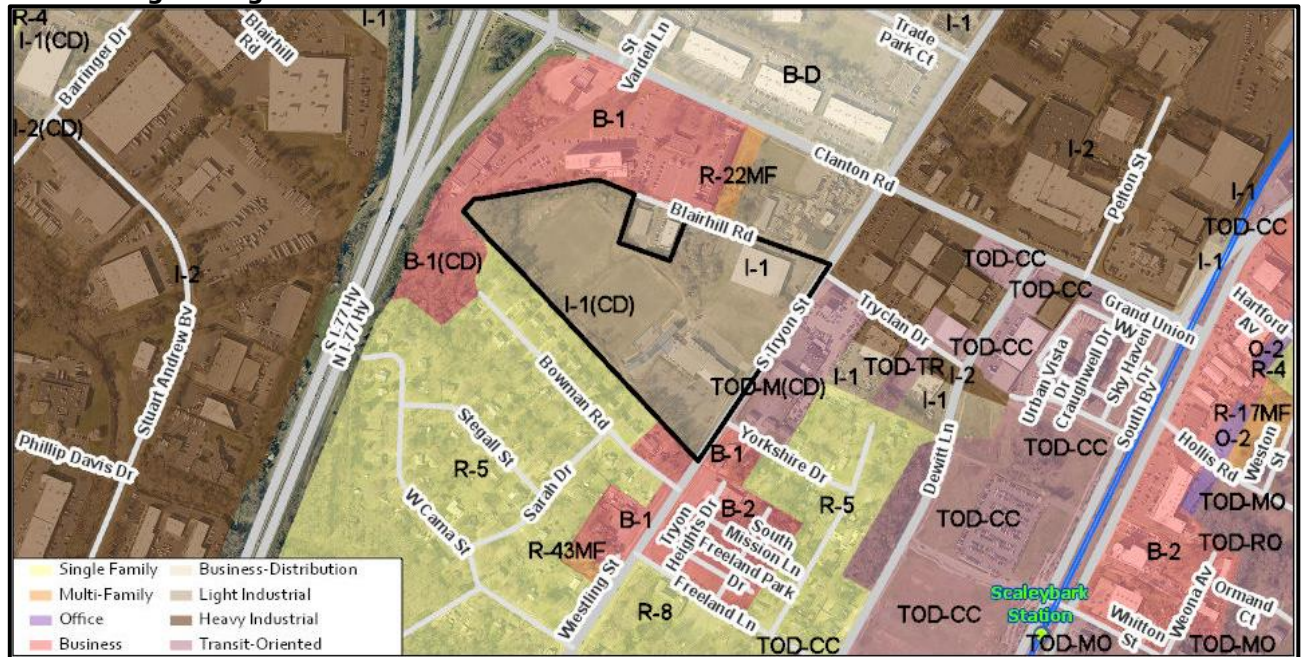 R-4
I-1(CD)
Barringer Dr
Blairhill
Rd
I-1
I-2(CD)
St
Vardell Ln
Trade
Park Ct
I-1
B-D
B-1
R-22MF
Clanton Rd
I-2
Pelton St
I-1
TOD-CC
I-1
Blairhill Rd
I-1
B-1(CD)
I-1(CD)
I-2
Stuart Andrew Bv
S I-77 Hy
N I-77 Hy
S Tryon St
TOD-M(CD)
Tryclan Dr
TOD-CC
TOD-CC
TOD-CC
TOD-TR
I-1
I-2
I-1
Grand Union
Wy
Urban Vista
Dr
Craughwell Dr
Sky Haven
Dr
South Bv
Hartford
Av
O-2
R-4
R-17MF
O-2
Weston
St
Hollis Rd
TOD-MO
Bowman Rd
Stegall St
R-5
Sarah Dr
W Cama St
Phillip Davis Dr
Yorkshire Dr
B-1
R-5
Dewitt Ln
TOD-CC
TOD-CC
B-1
R-43MF
B-2
Tryon
Heights Dr
South
Mission Ln
Freeland Park
Dr
Freeland Ln
R-8
Wiestling St
TOD-CC
TOD-CC
Scaleybark
Station
B-2
TOD-RO
Weona Av
Ormand
Ct
Whitton
St
TOD-MO
TOD-MO
Single Family
Multi-Family
Office
Business
Business-Distribution
Light Industrial
Heavy Industrial
Transit-Oriented